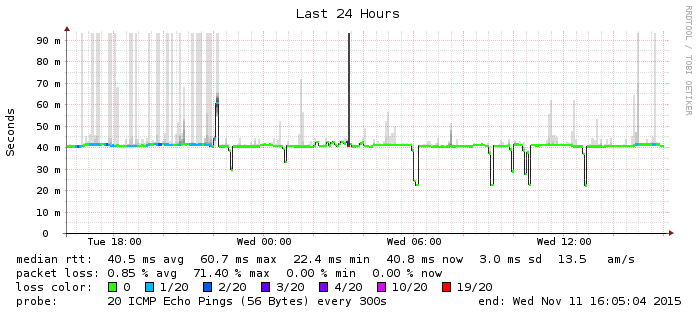 Last 24 Hours
RRDTOOL / TOBI OETIKER
Seconds
90 m
80 m
70 m
60 m
50 m
40 m
30 m
20 m
10 m
0
Tue 18:00 Wed 00:00 Wed 06:00 Wed 12:00
median rtt: 40.5 ms avg 60.7 ms max 22.4 ms min 40.8 ms now 3.0 ms sd 13.5 am/s
packet loss: 0.85 % avg 71.40 % max 0.00 % min 0.00 % now
loss color: 0 1/20 2/20 3/20 4/20 10/20 19/20
probe: 20 ICMP Echo Pings (56 Bytes) every 300s end: Wed Nov 11 16:05:04 2015